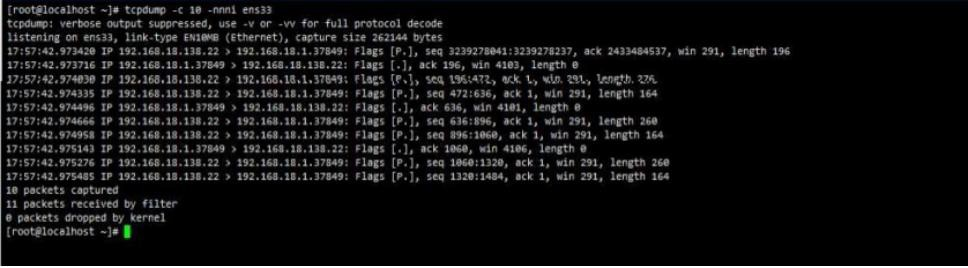 [root@localhost ~]# tcpdump -c 10 -nnni ens33
tcpdump: verbose output suppressed, use -v or -vv for full protocol decode
listening on ens33, link-type EN10MB (Ethernet), capture size 262144 bytes
17:57:42.973420 IP 192.168.18.138.22 > 192.168.18.1.37849: Flags [P.], seq 3239278041:3239278237, ack 2433484537, win 291, length 196
17:57:42.973716 IP 192.168.18.1.37849 > 192.168.18.138.22: Flags [.], ack 196, win 4103, length 0
17:57:42.974030 IP 192.168.18.138.22 > 192.168.18.1.37849: Flags [P.], seq 196:472, ack 1, win 291, length 276
17:57:42.974335 IP 192.168.18.138.22 > 192.168.18.1.37849: Flags [P.], seq 472:636, ack 1, win 291, length 164
17:57:42.974496 IP 192.168.18.1.37849 > 192.168.18.138.22: Flags [.], ack 636, win 4101, length 0
17:57:42.974666 IP 192.168.18.138.22 > 192.168.18.1.37849: Flags [P.], seq 636:896, ack 1, win 291, length 260
17:57:42.974958 IP 192.168.18.138.22 > 192.168.18.1.37849: Flags [P.], seq 896:1060, ack 1, win 291, length 164
17:57:42.975143 IP 192.168.18.1.37849 > 192.168.18.138.22: Flags [.], ack 1060, win 4106, length 0
17:57:42.975276 IP 192.168.18.138.22 > 192.168.18.1.37849: Flags [P.], seq 1060:1320, ack 1, win 291, length 260
17:57:42.975485 IP 192.168.18.138.22 > 192.168.18.1.37849: Flags [P.], seq 1320:1484, ack 1, win 291, length 164
10 packets captured
11 packets received by filter
0 packets dropped by kernel
[root@localhost ~]#